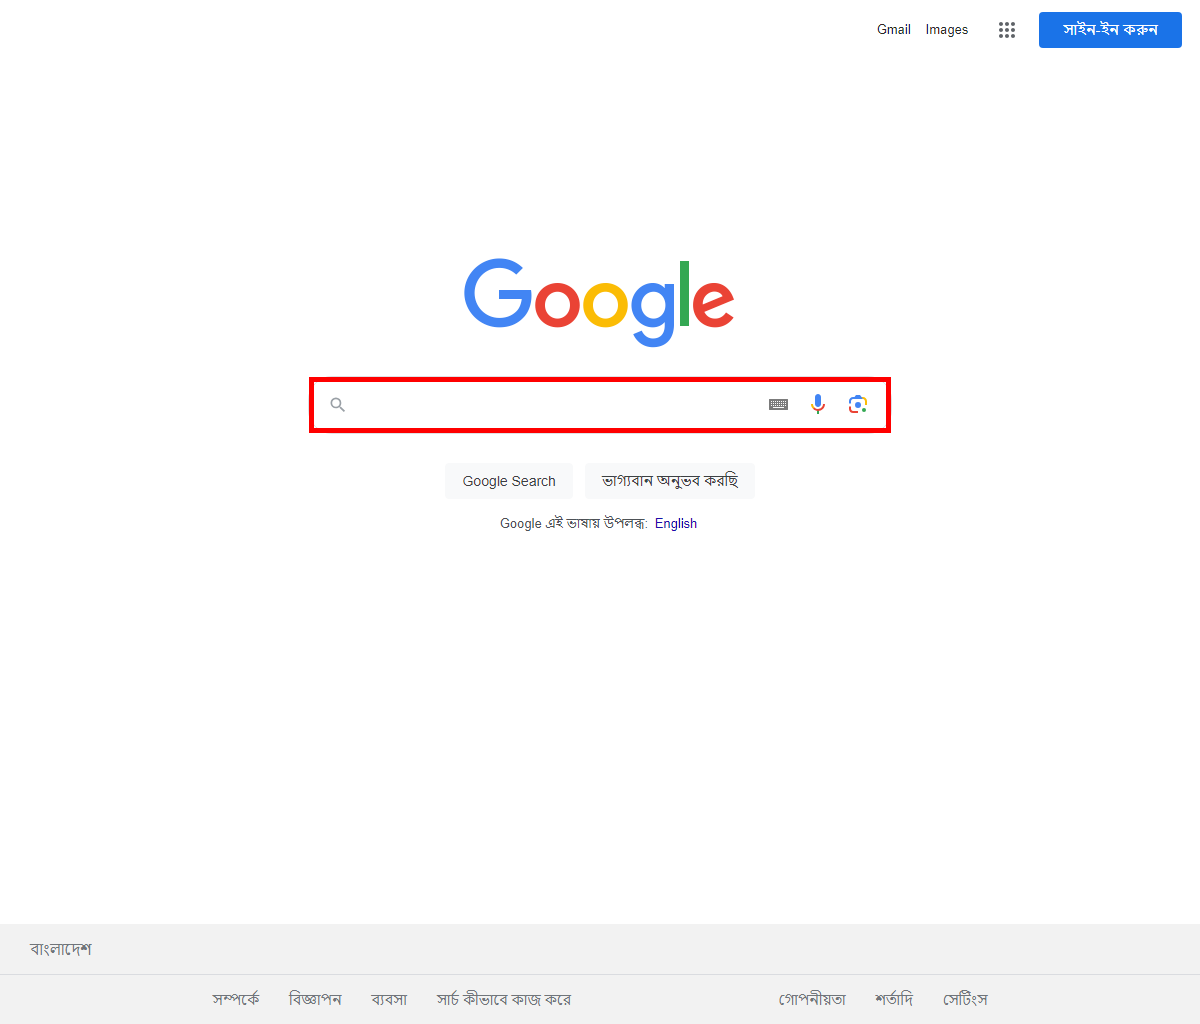 Gmail Images সাইন-ইন করুন
Google
Google Search ভাগ্যবান অনুভব করছি
Google এই ভাষায় উপলব্ধ: English
বাংলাদেশ
সম্পর্কে বিজ্ঞাপন ব্যবসা সার্চ কীভাবে কাজ করে গোপনীয়তা শর্তাদি সেটিংস